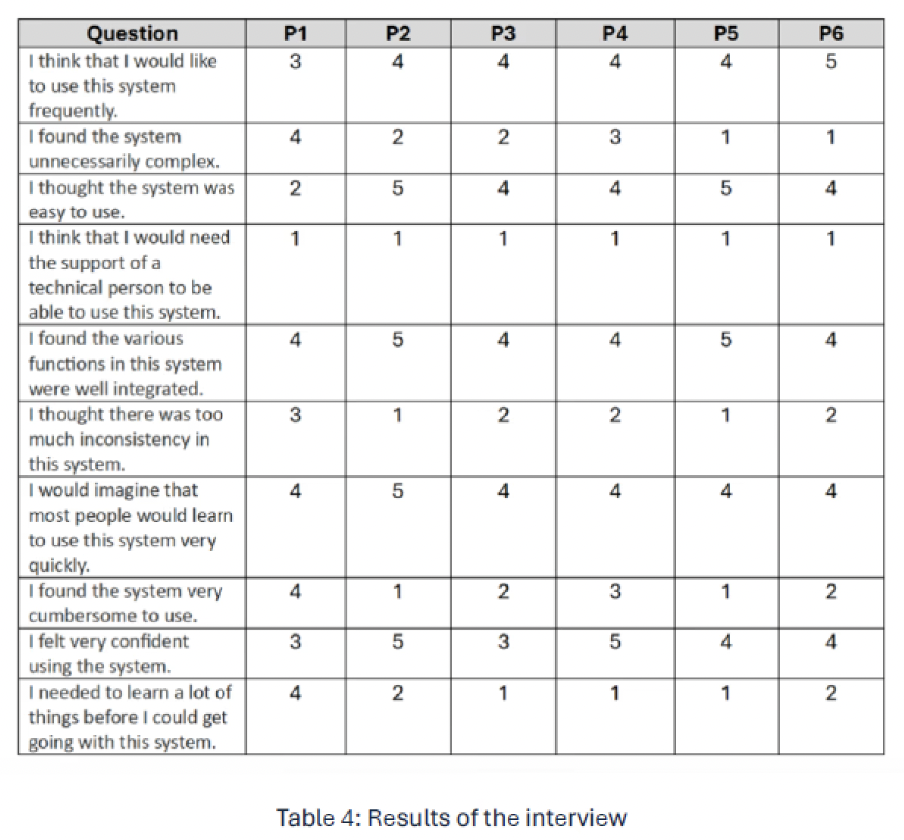 Question P1 P2 P3 P4 P5 P6
I think that I would like 3 4 4 4 4 5
to use this system
frequently.
I found the system 4 2 2 3 1 1
unnecessarily complex.
I thought the system was 2 5 4 4 5 4
easy to use.
I think that I would need 1 1 1 1 1 1
the support of a
technical person to be
able to use this system.
I found the various 4 5 4 4 5 4
functions in this system
were well integrated.
I thought there was too 3 1 2 2 1 2
much inconsistency in
this system.
I would imagine that 4 5 4 4 4 4
most people would learn
to use this system very
quickly.
I found the system very 4 1 2 3 1 2
cumbersome to use.
I felt very confident 3 5 3 5 4 4
using the system.
I needed to learn a lot of 4 2 1 1 1 2
things before I could get
going with this system.
Table 4: Results of the interview